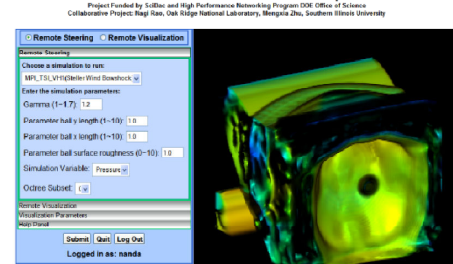 Project Funded by SciDac and High Performance Networking Program DOE Office of Science
Collaborative Project: Nagi Rao, Oak Ridge National Laboratory, Mengxia Zhu, Southern Illinois University
Remote Steering Remote Visualization
Remote Steering
Choose a simulation to run:
MPI_TSI_VH1(Steller Wind Bowshock
Enter the simulation parameters:
Gamma (1~1.7): 1.2
Parameter ball y length (1~10): 1.0
Parameter ball x length (1~10): 1.0
Parameter ball surface roughness (0~10): 1.0
Simulation Variable: Pressure
Octree Subset:
Remote Visualization
Visualization Parameters
Help Panel
Submit Quit Log Out
Logged in as: nanda